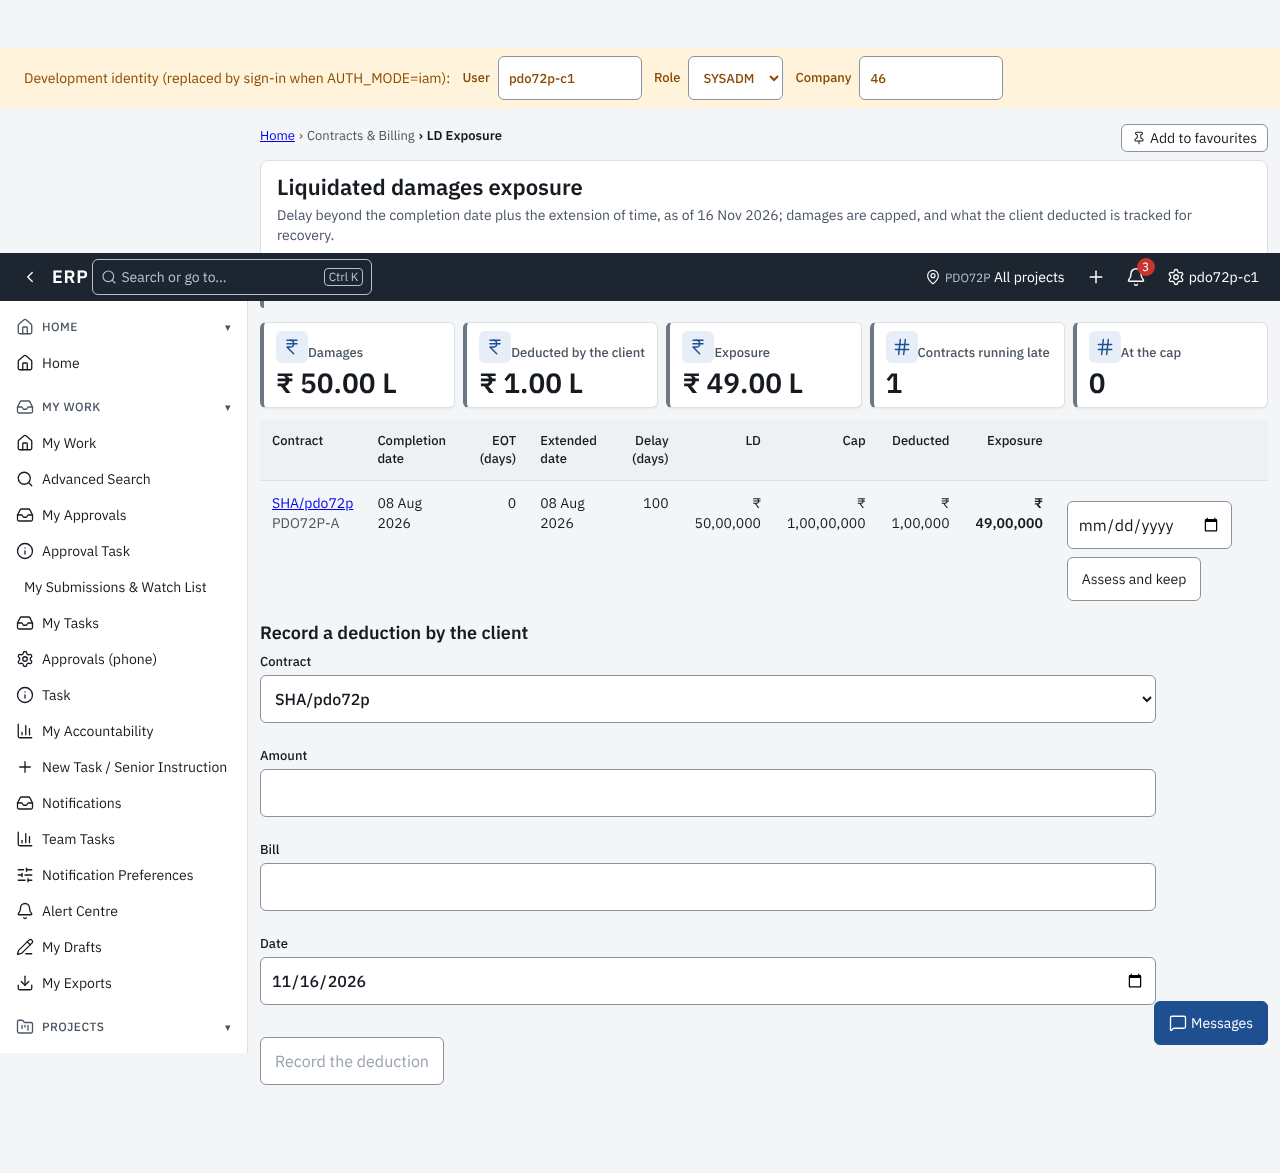 Development identity (replaced by sign-in when AUTH_MODE=iam): User pdo72p-c1 Role SYSADM Company 46
Home › Contracts & Billing › LD Exposure
Add to favourites
Liquidated damages exposure
Delay beyond the completion date plus the extension of time, as of 16 Nov 2026; damages are capped, and what the client deducted is tracked for
recovery.
ERP Search or go to... Ctrl K PDO72P All projects 3 pdo72p-c1
HOME
Home
MY WORK
My Work
Advanced Search
My Approvals
Approval Task
My Submissions & Watch List
My Tasks
Approvals (phone)
Task
My Accountability
New Task / Senior Instruction
Notifications
Team Tasks
Notification Preferences
Alert Centre
My Drafts
My Exports
PROJECTS
₹ Damages
₹ 50.00 L
₹ Deducted by the client
₹ 1.00 L
₹ Exposure
₹ 49.00 L
# Contracts running late
1
# At the cap
0
Contract Completion date EOT (days) Extended date Delay (days) LD Cap Deducted Exposure
SHA/pdo72p 08 Aug 0 08 Aug 100 ₹ ₹ ₹ ₹
PDO72P-A 2026 2026 50,00,000 1,00,00,000 1,00,000 49,00,000
mm/dd/yyyy
Assess and keep
Record a deduction by the client
Contract
SHA/pdo72p
Amount
Bill
Date
11/16/2026
Record the deduction
Messages